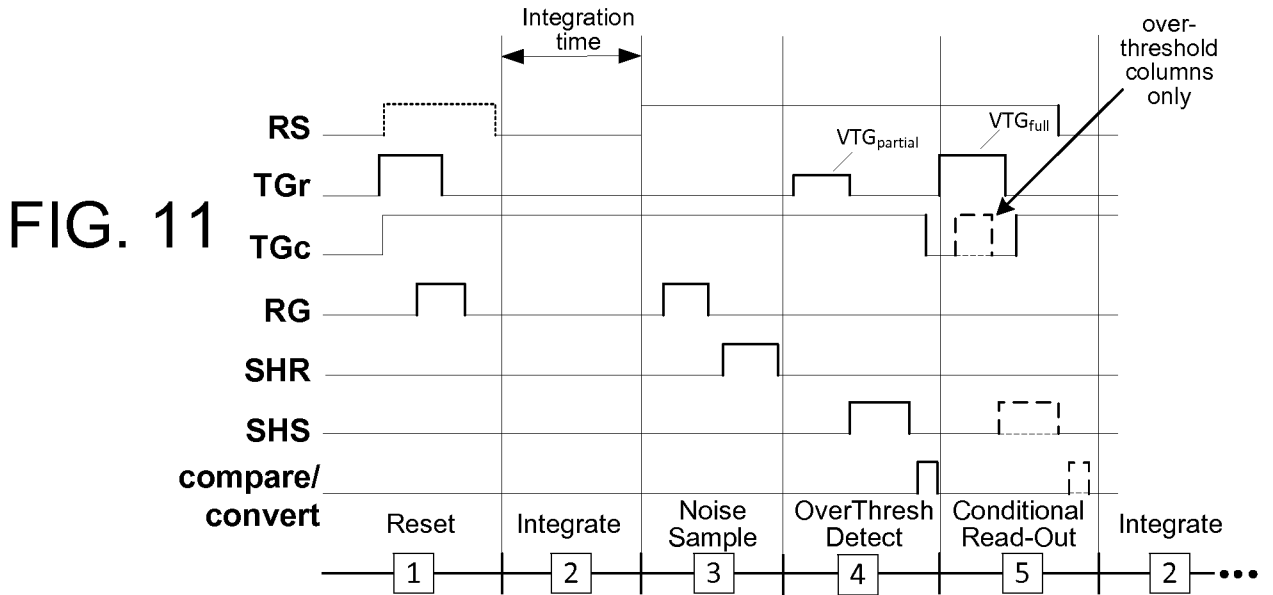 FIG. 11
Integration
time
over-
threshold
columns
only
RS
VTGpartial
VTGfull
TGr
TGc
RG
SHR
SHS
compare/
convert
Reset
Integrate
Noise
Sample
OverThresh
Detect
Conditional
Read-Out
Integrate
1
2
3
4
5
2
•••